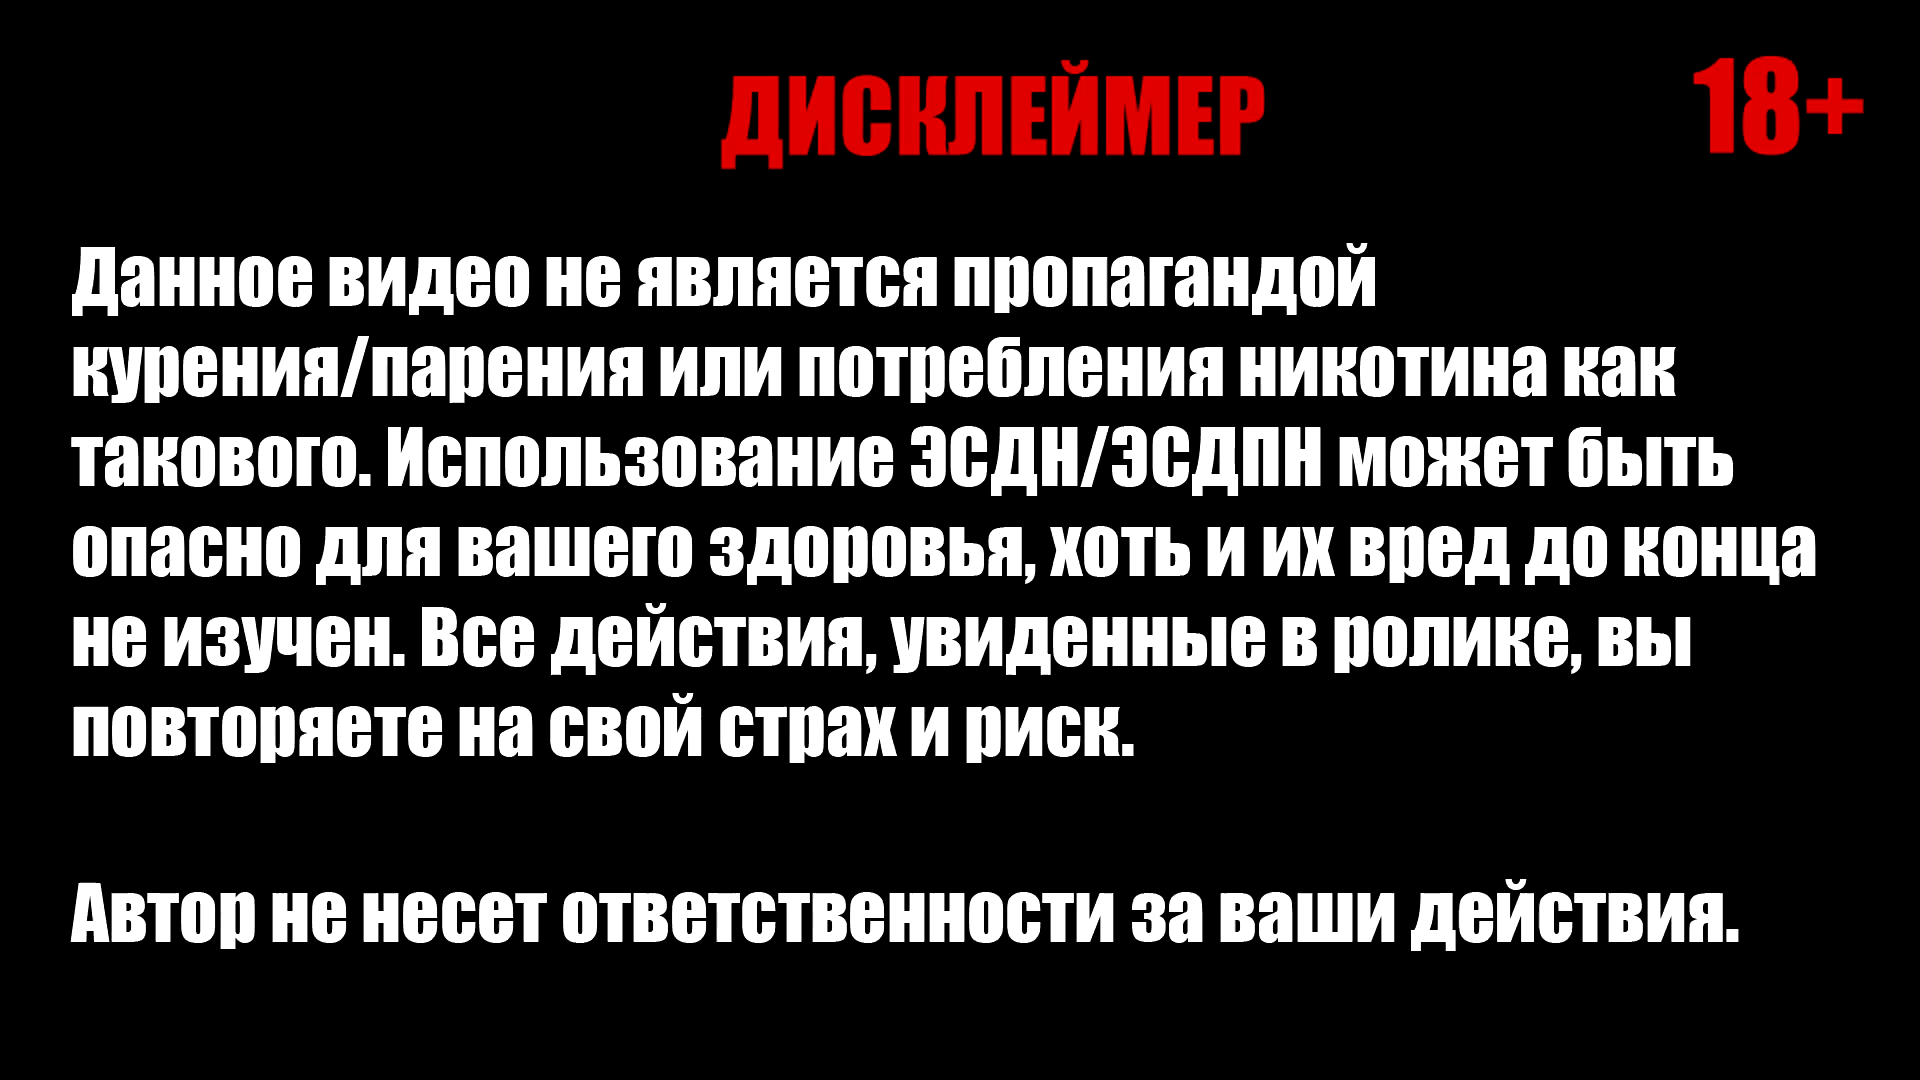 ДИСКЛЕЙМЕР
18+
Данное видео не является пропагандой
курения/парения или потребления никотина как
такового. Использование ЭСДН/ЭСДПН может быть
опасно для вашего здоровья, хоть и их вред до конца
не изучен. Все действия, увиденные в ролике, вы
повторяете на свой страх и риск.
Автор не несет ответственности за ваши действия.